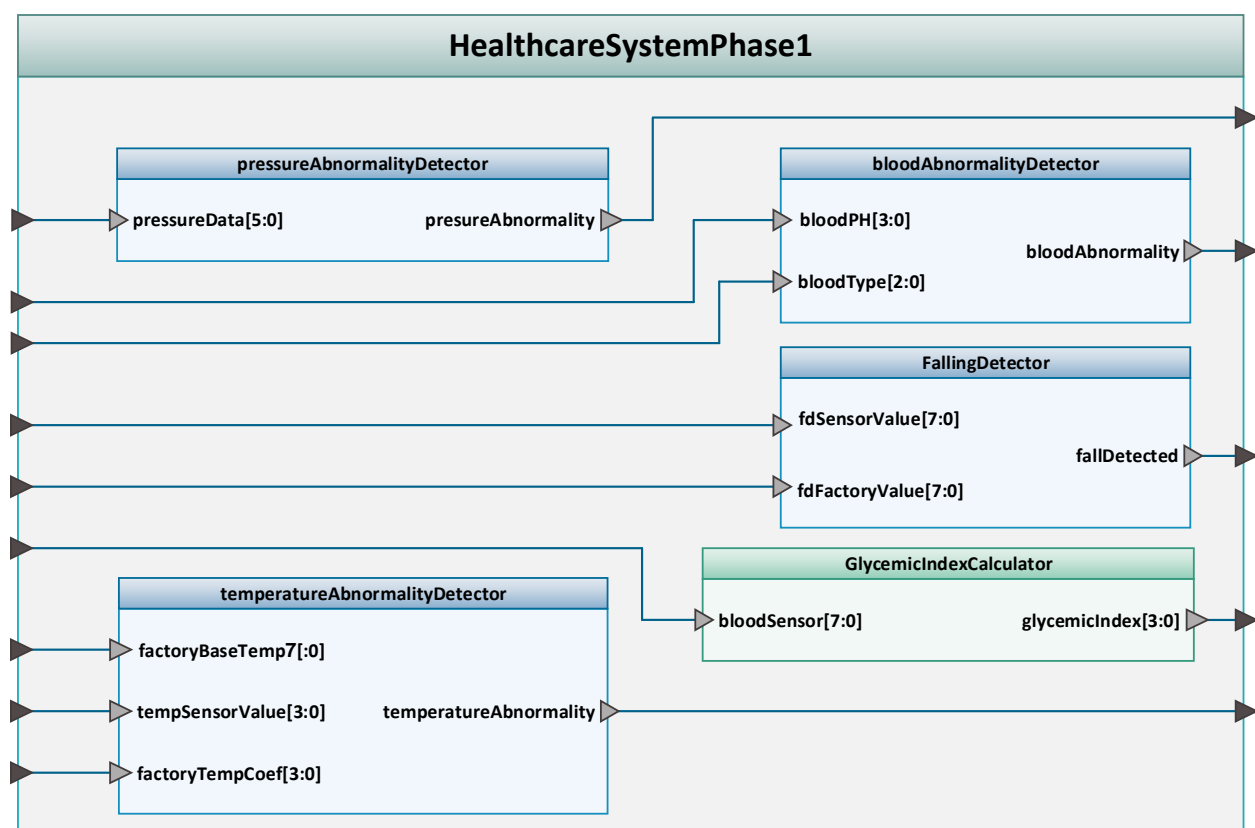 HealthcareSystemPhase1
pressureAbnormalityDetector
pressureData[5:0]
presureAbnormality
bloodAbnormalityDetector
bloodPH[3:0]
bloodType[2:0]
bloodAbnormality
FallingDetector
fdSensorValue[7:0]
fdFactoryValue[7:0]
fallDetected
GlycemicIndexCalculator
bloodSensor[7:0]
glycemicIndex[3:0]
temperatureAbnormalityDetector
factoryBaseTemp7[:0]
tempSensorValue[3:0]
temperatureAbnormality
factoryTempCoef[3:0]